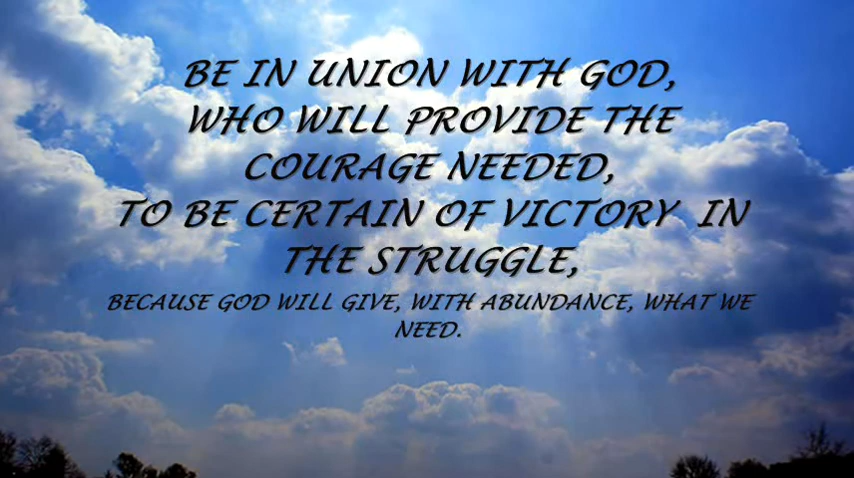 BE IN UNION WITH GOD,
WHO WILL PROVIDE THE
COURAGE NEEDED,
TO BE CERTAIN OF VICTORY IN
THE STRUGGLE,
BECAUSE GOD WILL GIVE, WITH ABUNDANCE, WHAT WE
NEED.